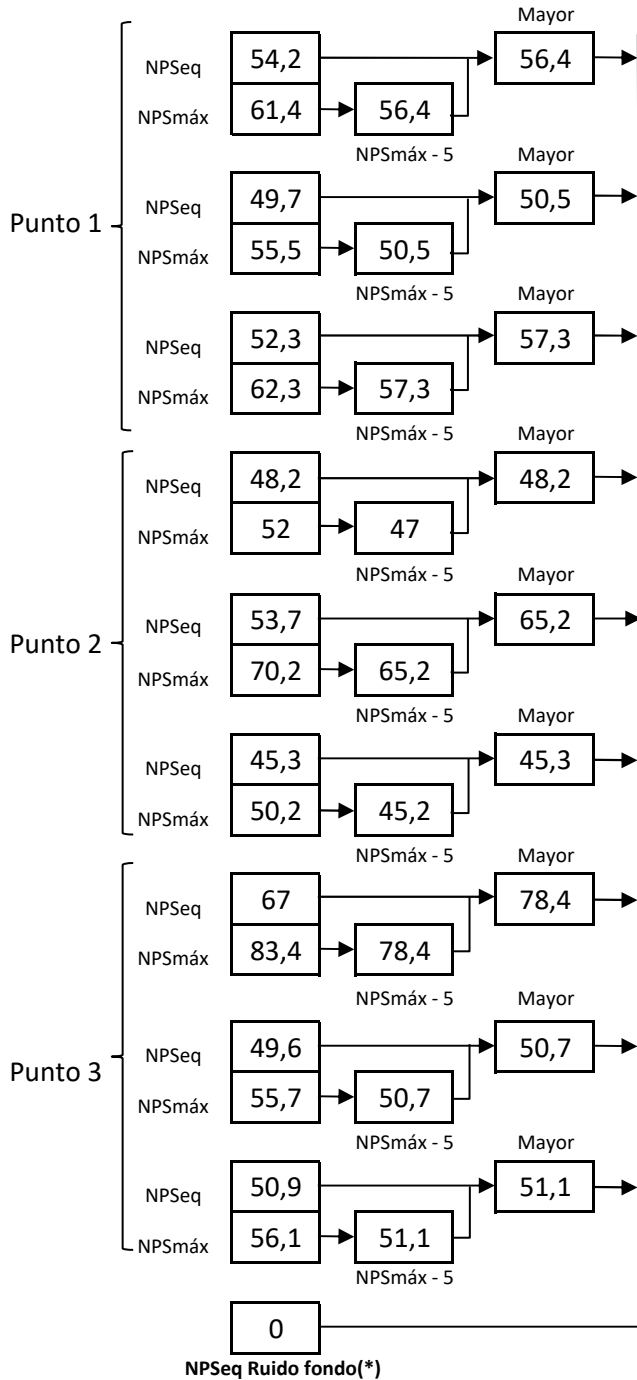 Mayor
NPSeq 54,2 56,4
NPSmáx 61,4 56,4
NPSmáx - 5 Mayor
NPSeq 49,7 50,5
Punto 1
NPSmáx 55,5 50,5
NPSmáx - 5 Mayor
NPSeq 52,3 57,3
NPSmáx 62,3 57,3
NPSmáx - 5 Mayor
NPSeq 48,2 48,2
NPSmáx 52 47
NPSmáx - 5 Mayor
NPSeq 53,7 65,2
Punto 2
NPSmáx 70,2 65,2
NPSmáx - 5 Mayor
NPSeq 45,3 45,3
NPSmáx 50,2 45,2
NPSmáx - 5 Mayor
NPSeq 67 78,4
NPSmáx 83,4 78,4
NPSmáx - 5 Mayor
NPSeq 49,6 50,7
Punto 3
NPSmáx 55,7 50,7
NPSmáx - 5 Mayor
NPSeq 50,9 51,1
NPSmáx 56,1 51,1
NPSmáx - 5
0
NPSeq Ruido fondo(*)